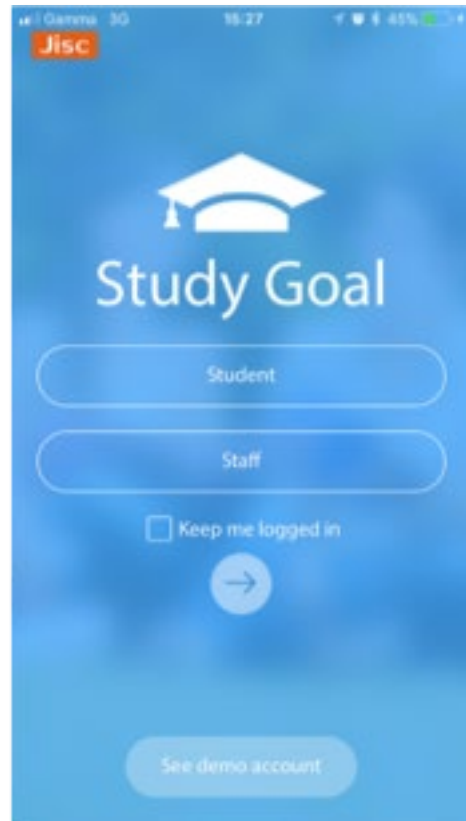 Gamma 3G 15:27 45%
Jisc
Study Goal
Student
Staff
Keep me logged in
See demo account